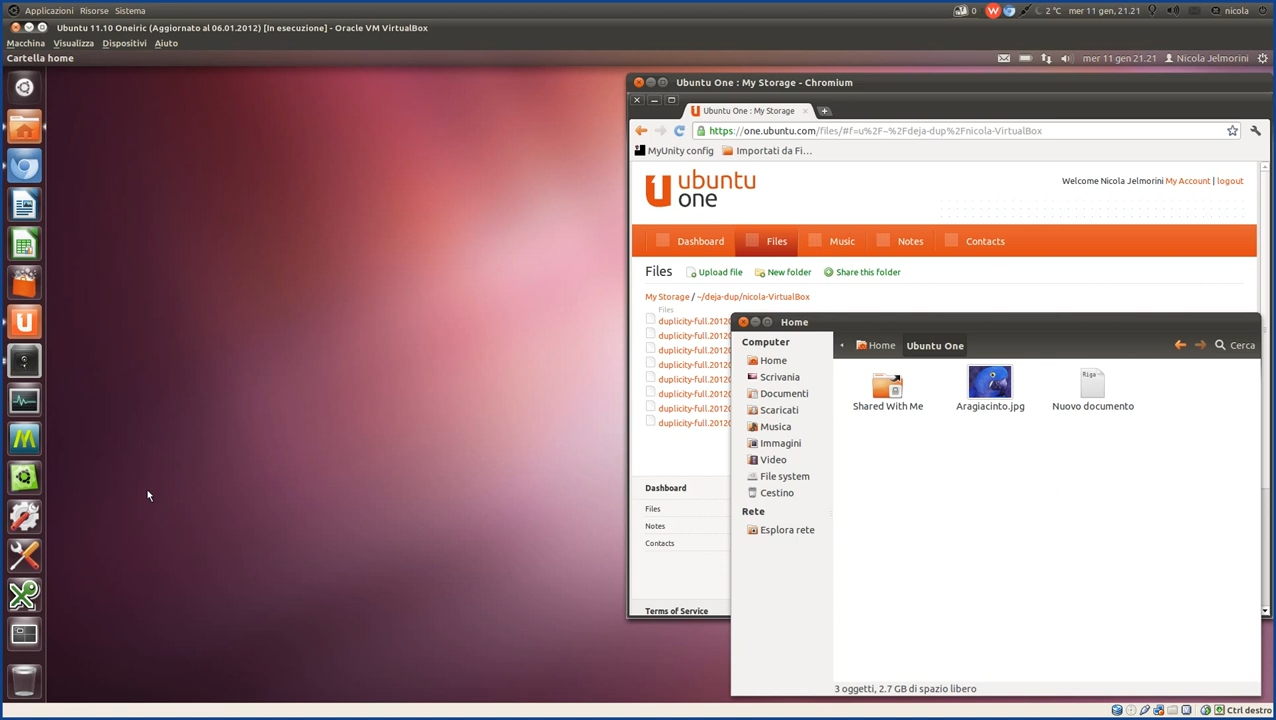 Applicazioni Risorse Sistema
0 W 2 °C mer 11 gen, 21.21 nicola
Ubuntu 11.10 Oneiric (Aggiornato al 06.01.2012) [In esecuzione] - Oracle VM VirtualBox
Macchina Visualizza Dispositivi Aiuto
Cartella home
mer 11 gen 21.21 Nicola Jelmorini
Ubuntu One : My Storage - Chromium
Ubuntu One : My Storage
https://one.ubuntu.com/files/#f=u%2F~%2Fdeja-dup%2Fnicola-VirtualBox
MyUnity config Importati da Fi...
ubuntu
one
Welcome Nicola Jelmorini My Account | logout
Dashboard Files Music Notes Contacts
Files Upload file New folder Share this folder
My Storage / ~/deja-dup/nicola-VirtualBox
Files
duplicity-full.2012
duplicity-full.2012
duplicity-full.2012
duplicity-full.2012
duplicity-full.2012
duplicity-full.2012
duplicity-full.2012
duplicity-full.2012
Dashboard
Files
Notes
Contacts
Terms of Service
Home
Computer
Home
Scrivania
Documenti
Scaricati
Musica
Immagini
Video
File system
Cestino
Rete
Esplora rete
Home Ubuntu One Cerca
Riga
Shared With Me Aragiacinto.jpg Nuovo documento
3 oggetti, 2.7 GB di spazio libero
Ctrl destro